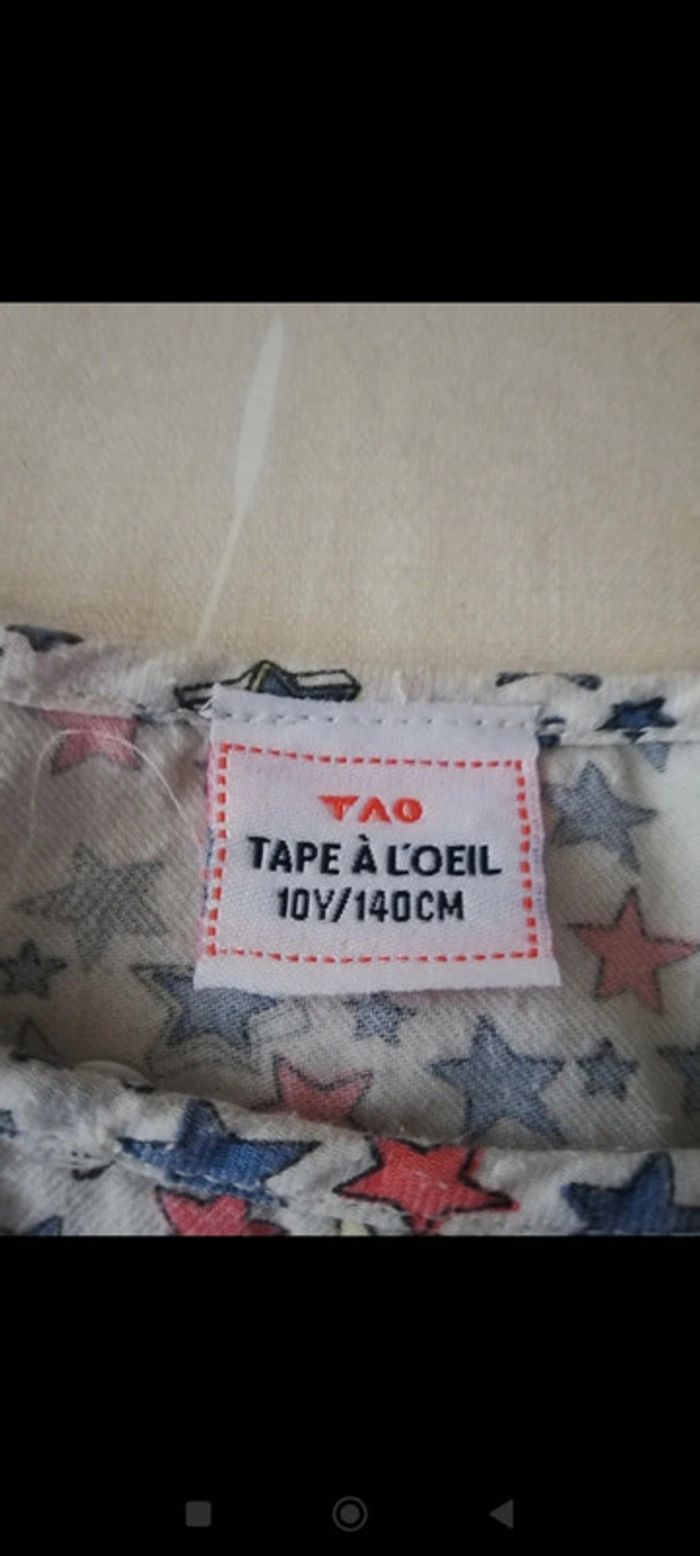 TAO
TAPE À L'OEIL
10Y/140CM